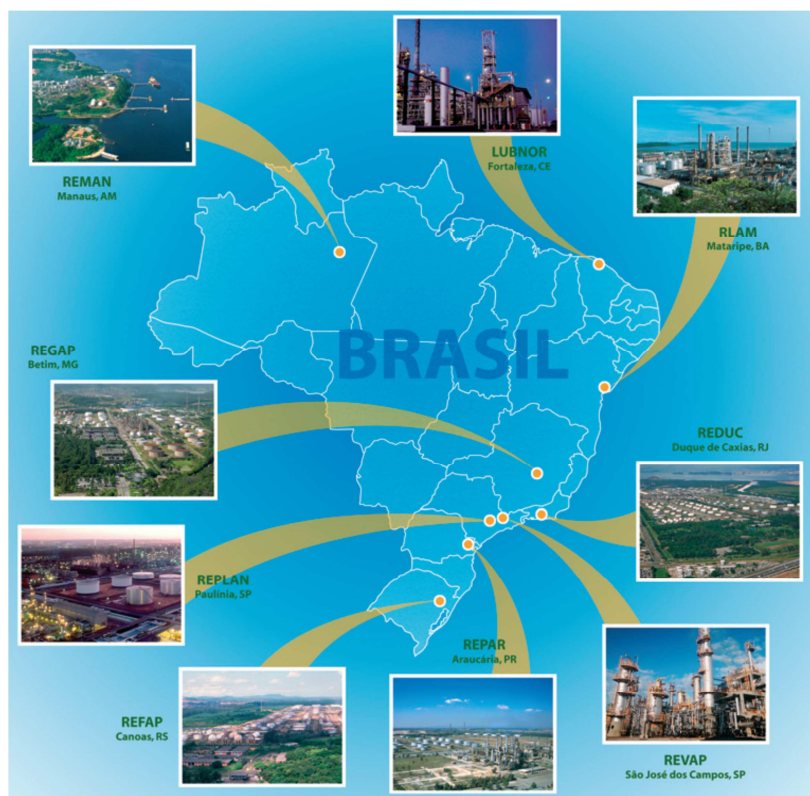 LUBNOR
Fortaleza, CE
REMAN
Manaus, AM
RLAM
Mataripe, BA
BRASIL
REGAP
Betim, MG
REDUC
Duque de Caxias, RJ
REPLAN
Paulínia, SP
REPAR
Araucária, PR
REFAP
Canoas, RS
REVAP
São José dos Campos, SP